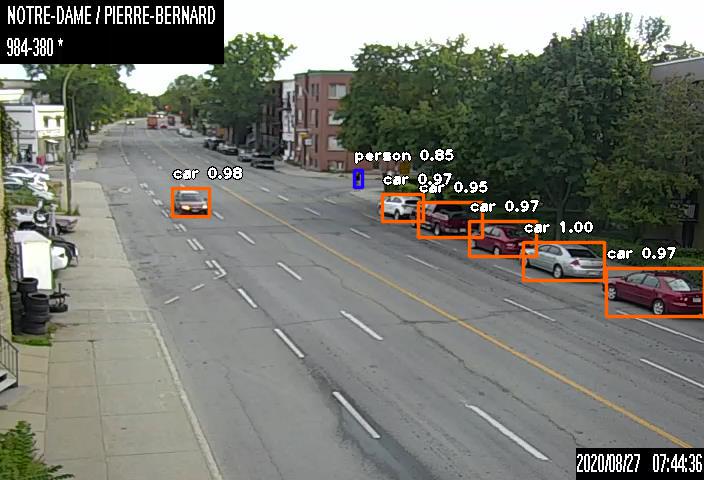 NOTRE-DAME / PIERRE-BERNARD
984-380 *
person 0.85
car 0.98
car 0.97
car 0.95
car 0.97
car 1.00
car 0.97
2020/08/27 07:44:36